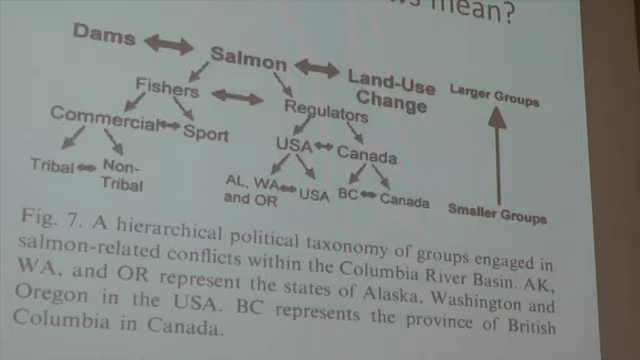 mean?
Dams Salmon Land-Use Change Larger Groups
Fishers Regulators
Commercial Sport USA Canada
Tribal Non-Tribal AL, WA and OR USA BC Canada Smaller Groups
Fig. 7. A hierarchical political taxonomy of groups engaged in
salmon-related conflicts within the Columbia River Basin. AK,
WA, and OR represent the states of Alaska, Washington and
Oregon in the USA. BC represents the province of British
Columbia in Canada.